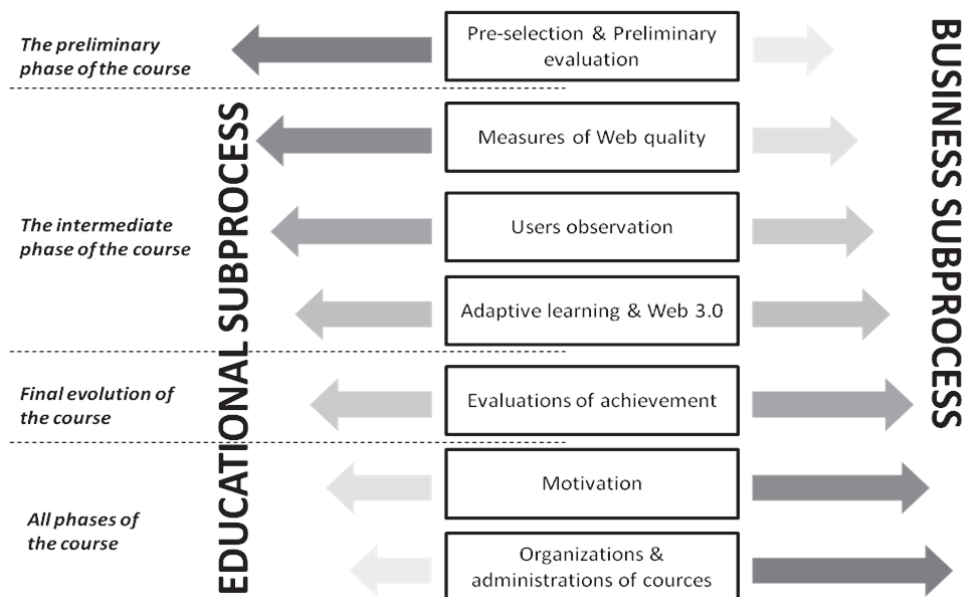 The preliminary
phase of the course
Pre-selection & Preliminary
evaluation
Measures of Web quality
The intermediate
phase of the course
Users observation
Adaptive learning & Web 3.0
Final evolution of
the course
Evaluations of achievement
Motivation
All phases of
the course
Organizations &
administrations of cources
EDUCATIONAL SUBPROCESS
BUSINESS SUBPROCESS